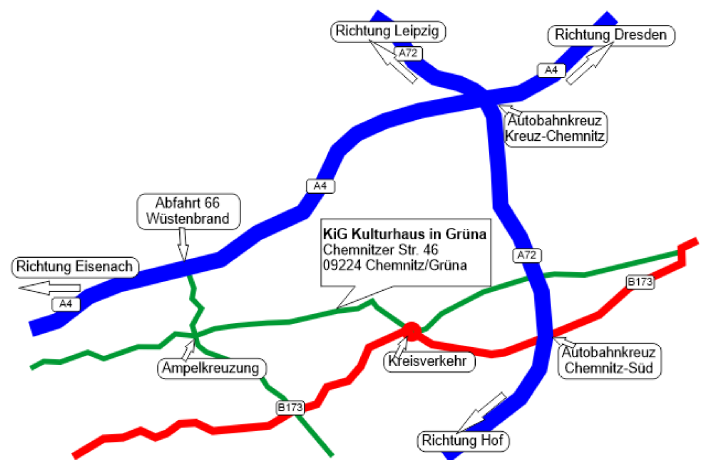 Richtung Leipzig
Richtung Dresden
A72
A4
Autobahnkreuz
Kreuz-Chemnitz
A4
Abfahrt 66
Wüstenbrand
KiG Kulturhaus in Grüna
Chemnitzer Str. 46
09224 Chemnitz/Grüna
A72
Richtung Eisenach
B173
A4
Ampelkreuzung
Kreisverkehr
Autobahnkreuz
Chemnitz-Süd
B173
Richtung Hof